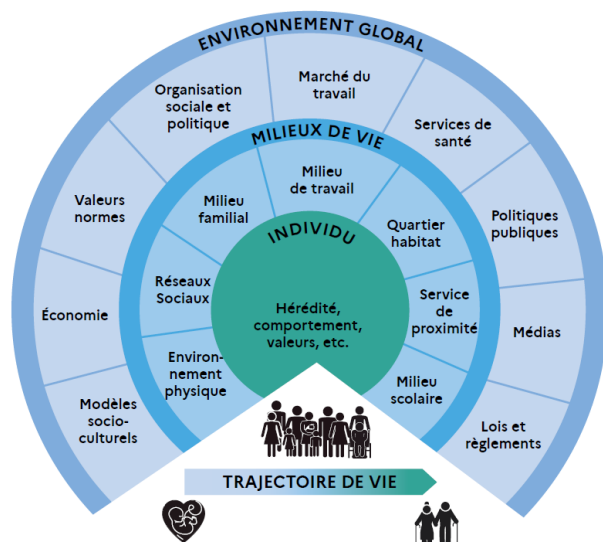 ENVIRONNEMENT GLOBAL
Modèles
socio-
culturels
Économie
Valeurs
normes
Organisation
sociale et
politique
Marché du
travail
Services de
santé
Politiques
publiques
Médias
Lois et
règlements
MILIEUX DE VIE
Environ-
nement
physique
Réseaux
Sociaux
Milieu
familial
Milieu
de travail
Quartier
habitat
Service
de
proximité
Milieu
scolaire
INDIVIDU
Hérédité,
comportement,
valeurs, etc.
TRAJECTOIRE DE VIE